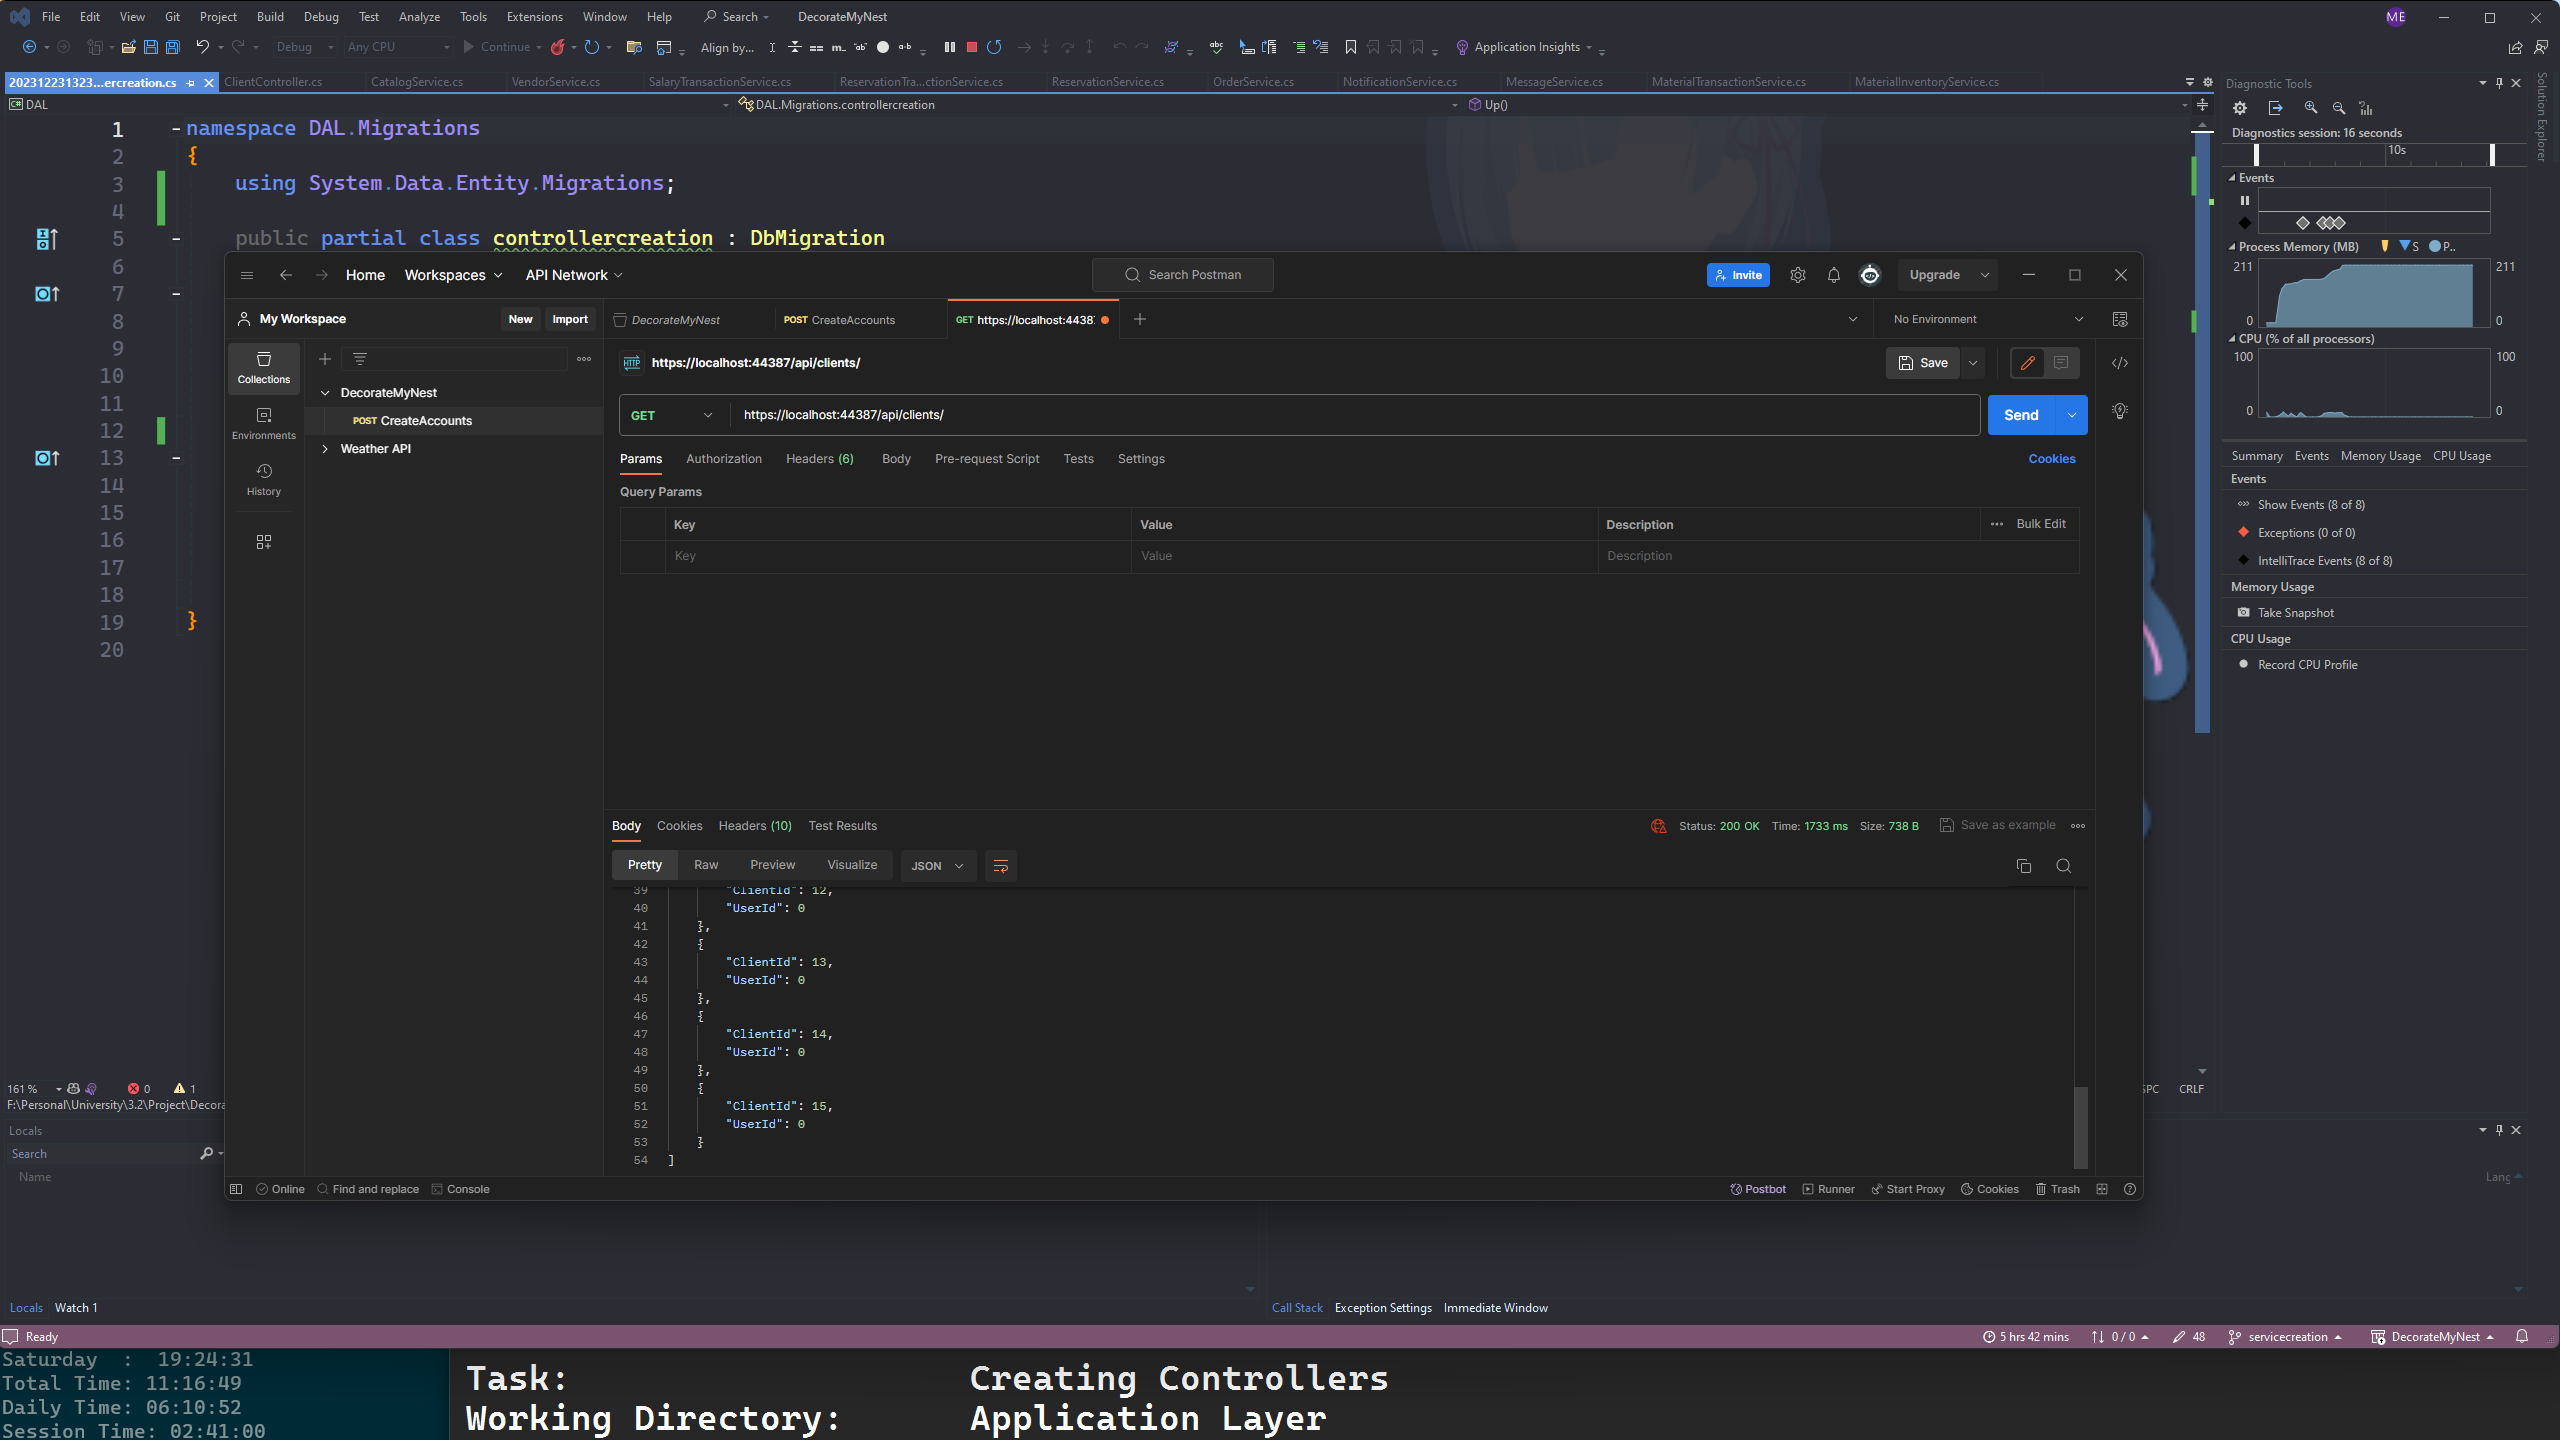 File Edit View Git Project Build Debug Test Analyze Tools Extensions Window Help Search DecorateMyNest ME
Debug Any CPU Continue Align by... Application Insights
202312231323...ercreation.cs ClientController.cs CatalogService.cs VendorService.cs SalaryTransactionService.cs ReservationTra...ctionService.cs ReservationService.cs OrderService.cs NotificationService.cs MessageService.cs MaterialTransactionService.cs MaterialInventoryService.cs
DAL DAL.Migrations.controllercreation Up()
1 namespace DAL.Migrations
2 {
3 using System.Data.Entity.Migrations;
4
5 public partial class controllercreation : DbMigration
6
7
8
9
10
11
12
13
14
15
16
17
18
19 }
20
Home Workspaces API Network Search Postman Invite Upgrade
My Workspace New Import DecorateMyNest POST CreateAccounts GET https://localhost:4438 No Environment
Collections
Environments
History
DecorateMyNest
POST CreateAccounts
Weather API
HTTP https://localhost:44387/api/clients/ Save
GET https://localhost:44387/api/clients/ Send
Params Authorization Headers (6) Body Pre-request Script Tests Settings Cookies
Query Params
Key Value Description Bulk Edit
Key Value Description
Body Cookies Headers (10) Test Results Status: 200 OK Time: 1733 ms Size: 738 B Save as example
Pretty Raw Preview Visualize JSON
39 "ClientId": 12,
40 "UserId": 0
41 },
42 {
43 "ClientId": 13,
44 "UserId": 0
45 },
46 {
47 "ClientId": 14,
48 "UserId": 0
49 },
50 {
51 "ClientId": 15,
52 "UserId": 0
53 }
54 ]
Online Find and replace Console Postbot Runner Start Proxy Cookies Trash
Diagnostic Tools
Solution Explorer
Diagnostics session: 16 seconds
10s
Events
Process Memory (MB) S P..
211 211
0 0
CPU (% of all processors)
100 100
0 0
Summary Events Memory Usage CPU Usage
Events
Show Events (8 of 8)
Exceptions (0 of 0)
IntelliTrace Events (8 of 8)
Memory Usage
Take Snapshot
CPU Usage
Record CPU Profile
161 % 0 1 SPC CRLF
F:\Personal\University\3.2\Project\Decora
Locals
Search
Name Lang
Locals Watch 1 Call Stack Exception Settings Immediate Window
Ready 5 hrs 42 mins 0 / 0 48 servicecreation DecorateMyNest
Saturday : 19:24:31
Total Time: 11:16:49
Daily Time: 06:10:52
Session Time: 02:41:00
Task: Creating Controllers
Working Directory: Application Layer